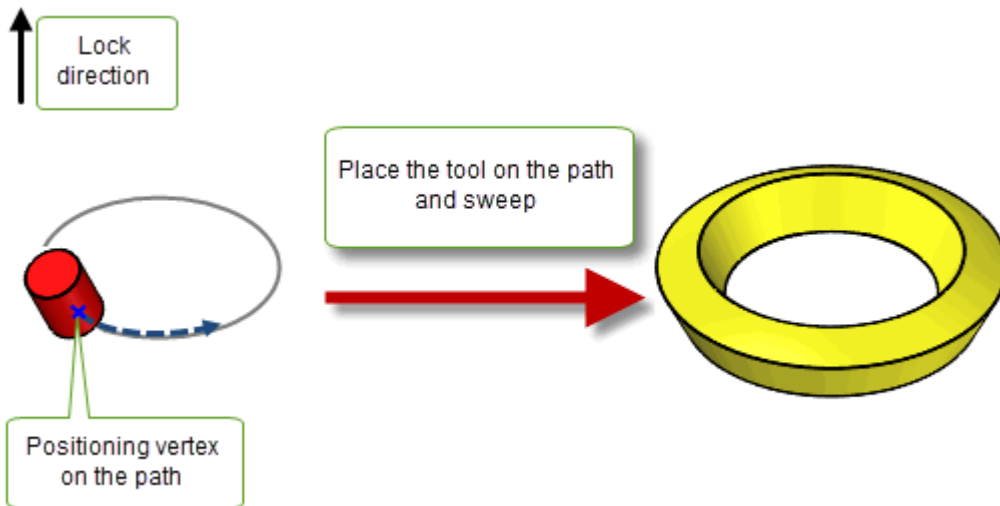 Lock
direction
Place the tool on the path
and sweep
Positioning vertex
on the path